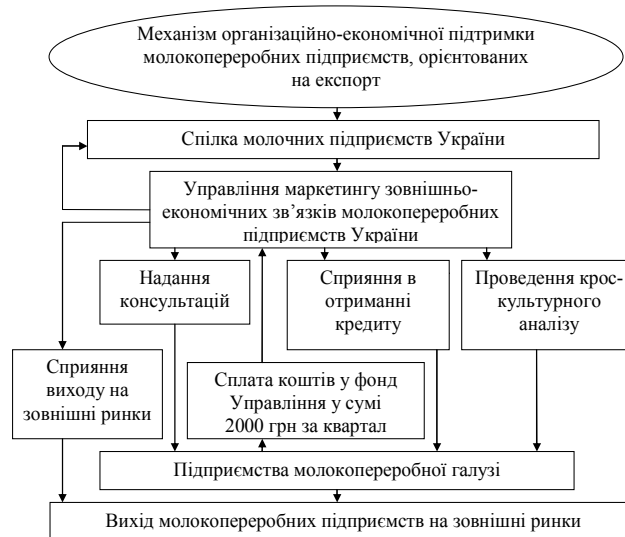 Механізм організаційно-економічної підтримки
молокопереробних підприємств, орієнтованих
на експорт
Спілка молочних підприємств України
Управління маркетингу зовнішньо-
економічних зв’язків молокопереробних
підприємств України
Надання
консультацій
Сприяння в
отриманні
кредиту
Проведення крос-
культурного
аналізу
Сприяння
виходу на
зовнішні ринки
Сплата коштів у фонд
Управління у сумі
2000 грн за квартал
Підприємства молокопереробної галузі
Вихід молокопереробних підприємств на зовнішні ринки